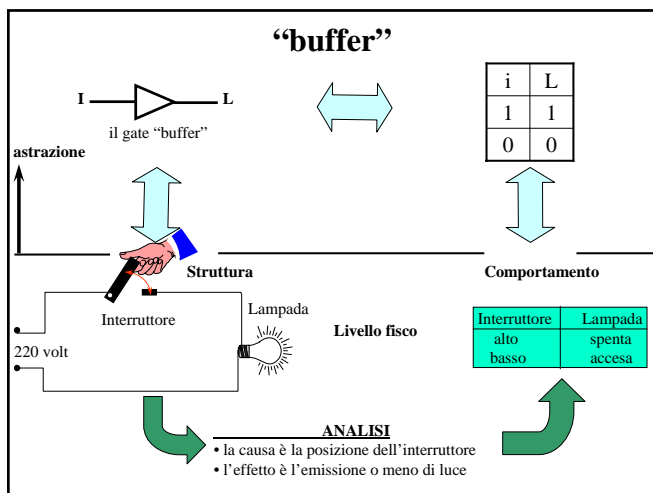 “buffer”
I L
il gate “buffer”
i L
1 1
0 0
astrazione
Struttura
Comportamento
Interruttore
Lampada
220 volt
Livello fisco
Interruttore Lampada
alto spenta
basso accesa
ANALISI
• la causa è la posizione dell’interruttore
• l’effetto è l’emissione o meno di luce